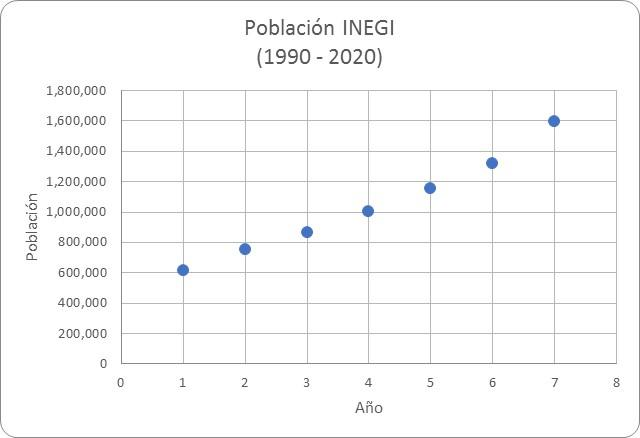 Población INEGI
(1990 - 2020)
1,800,000
1,600,000
1,400,000
1,200,000
1,000,000
800,000
600,000
400,000
200,000
0
Población
0 1 2 3 4 5 6 7 8
Año